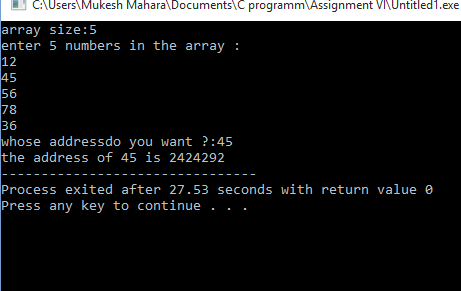 C:\Users\Mukesh Mahara\Documents\C programm\Assignment VI\Untitled1.exe
array size:5
enter 5 numbers in the array :
12
45
56
78
36
whose addressdo you want ?:45
the address of 45 is 2424292
--------------------------------
Process exited after 27.53 seconds with return value 0
Press any key to continue . . .